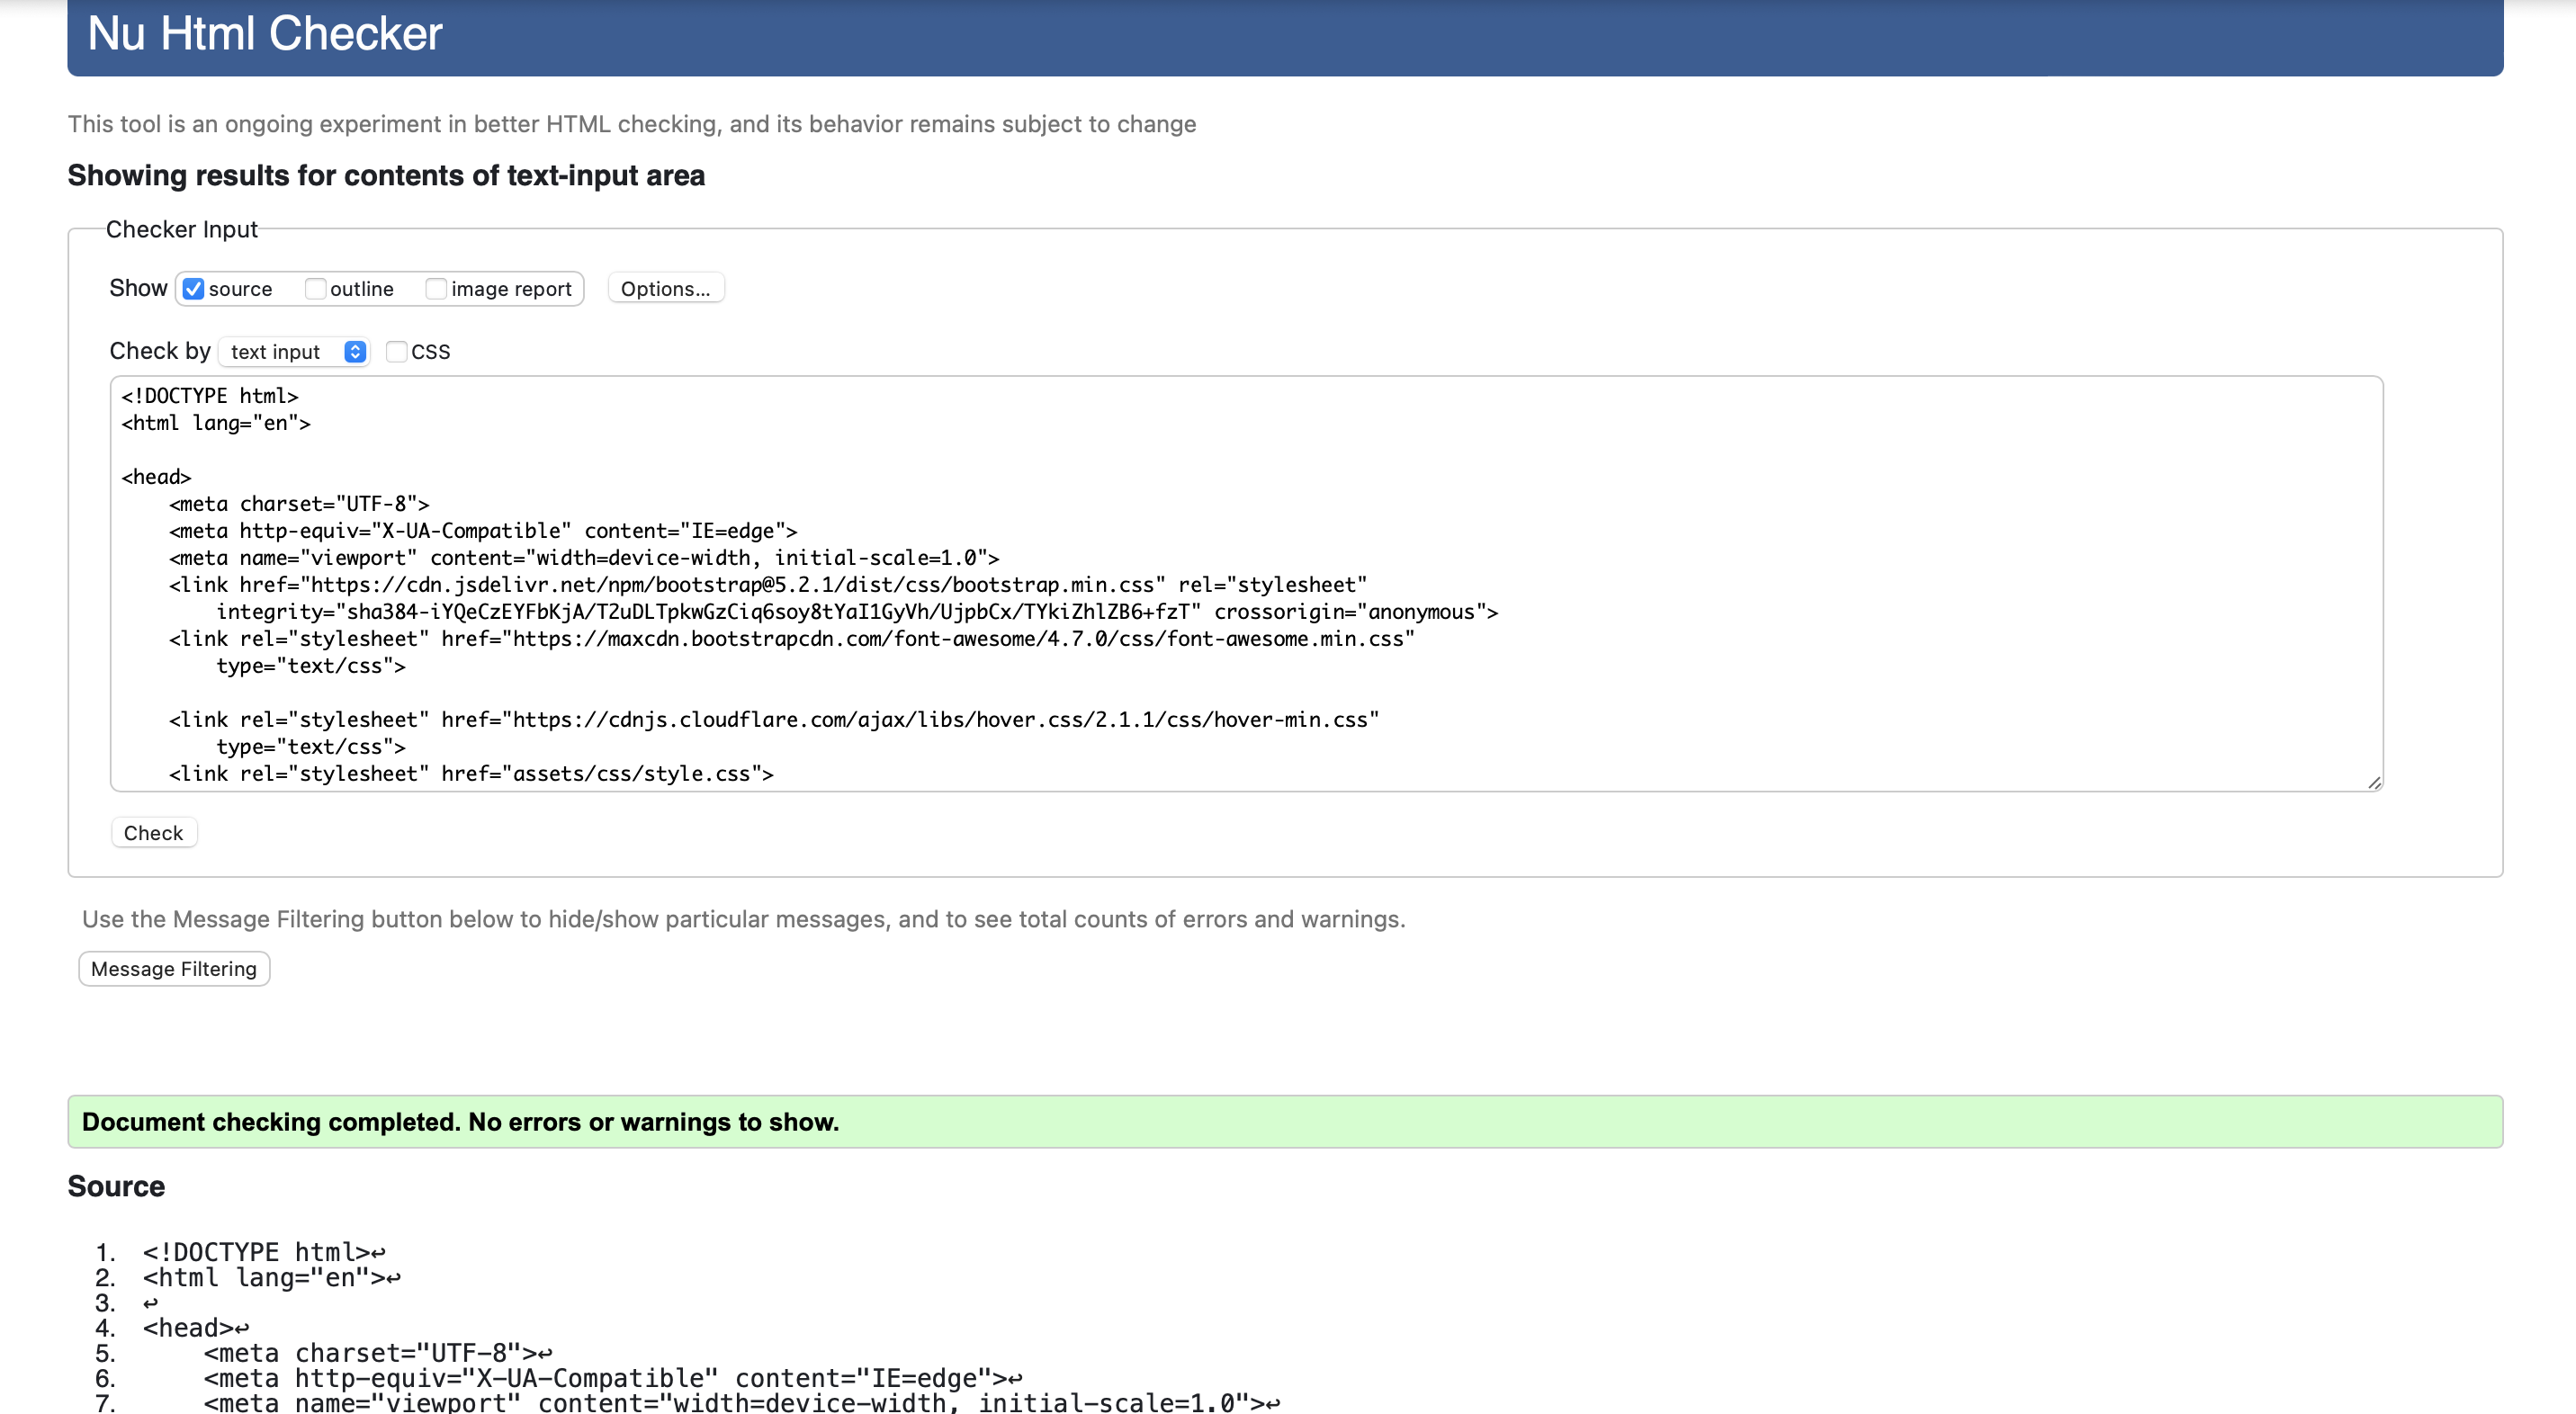 Nu Html Checker
This tool is an ongoing experiment in better HTML checking, and its behavior remains subject to change
Showing results for contents of text-input area
Checker Input
Show source outline image report Options...
Check by text input CSS
<!DOCTYPE html>
<html lang="en">
<head>
    <meta charset="UTF-8">
    <meta http-equiv="X-UA-Compatible" content="IE=edge">
    <meta name="viewport" content="width=device-width, initial-scale=1.0">
    <link href="https://cdn.jsdelivr.net/npm/bootstrap@5.2.1/dist/css/bootstrap.min.css" rel="stylesheet"
        integrity="sha384-iYQeCzEYFbKjA/T2uDLTpkwGzCiq6soy8tYaI1GyVh/UjpbCx/TYkiZhlZB6+fzT" crossorigin="anonymous">
    <link rel="stylesheet" href="https://maxcdn.bootstrapcdn.com/font-awesome/4.7.0/css/font-awesome.min.css"
        type="text/css">
    <link rel="stylesheet" href="https://cdnjs.cloudflare.com/ajax/libs/hover.css/2.1.1/css/hover-min.css"
        type="text/css">
    <link rel="stylesheet" href="assets/css/style.css">
Check
Use the Message Filtering button below to hide/show particular messages, and to see total counts of errors and warnings.
Message Filtering
Document checking completed. No errors or warnings to show.
Source
1. <!DOCTYPE html>↩
2. <html lang="en">↩
3. ↩
4. <head>↩
5.     <meta charset="UTF-8">↩
6.     <meta http-equiv="X-UA-Compatible" content="IE=edge">↩
7.     <meta name="viewport" content="width=device-width, initial-scale=1.0">↩